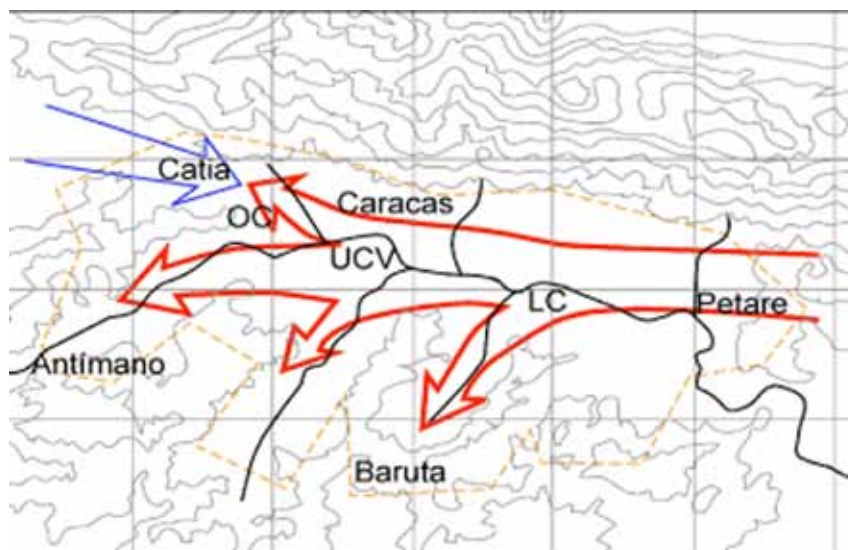 Catia
OC
Caracas
UCV
LC
Petare
Antímano
Baruta